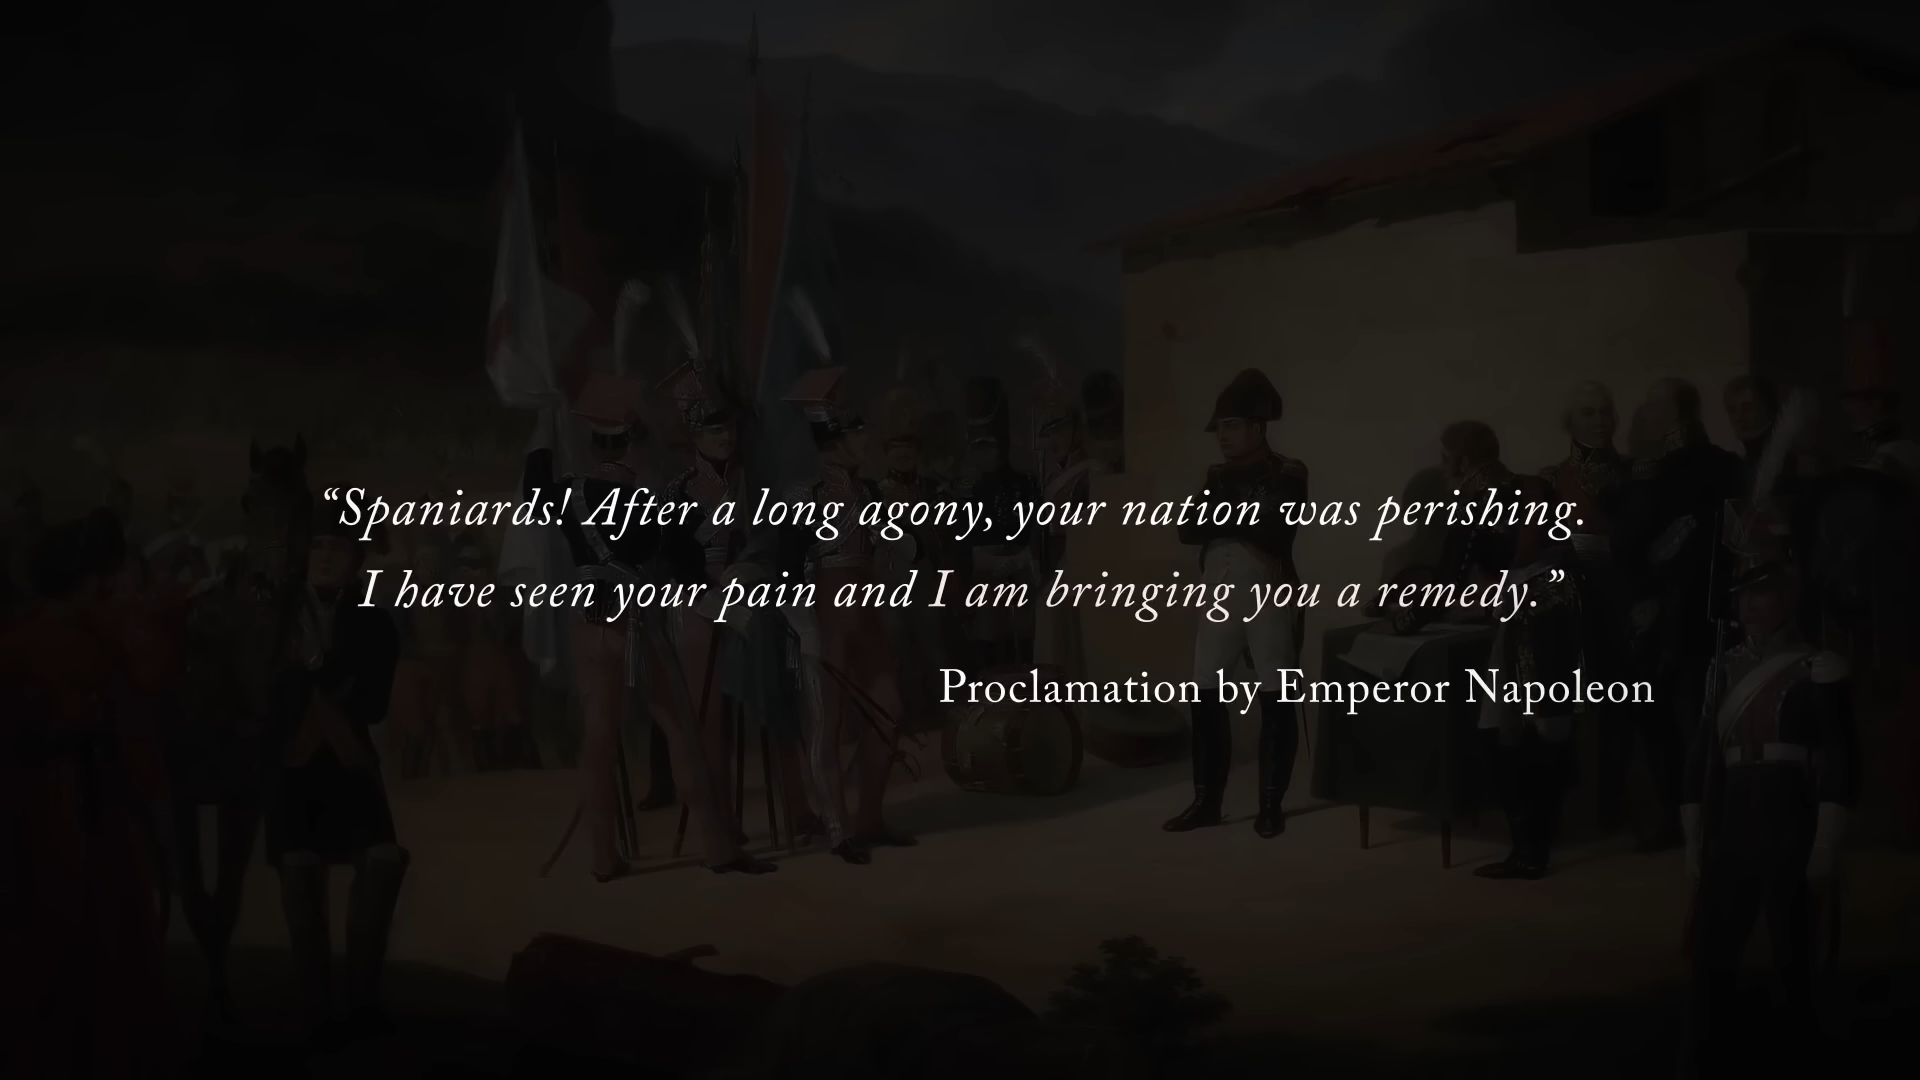 “Spaniards! After a long agony, your nation was perishing.
I have seen your pain and I am bringing you a remedy.”
Proclamation by Emperor Napoleon